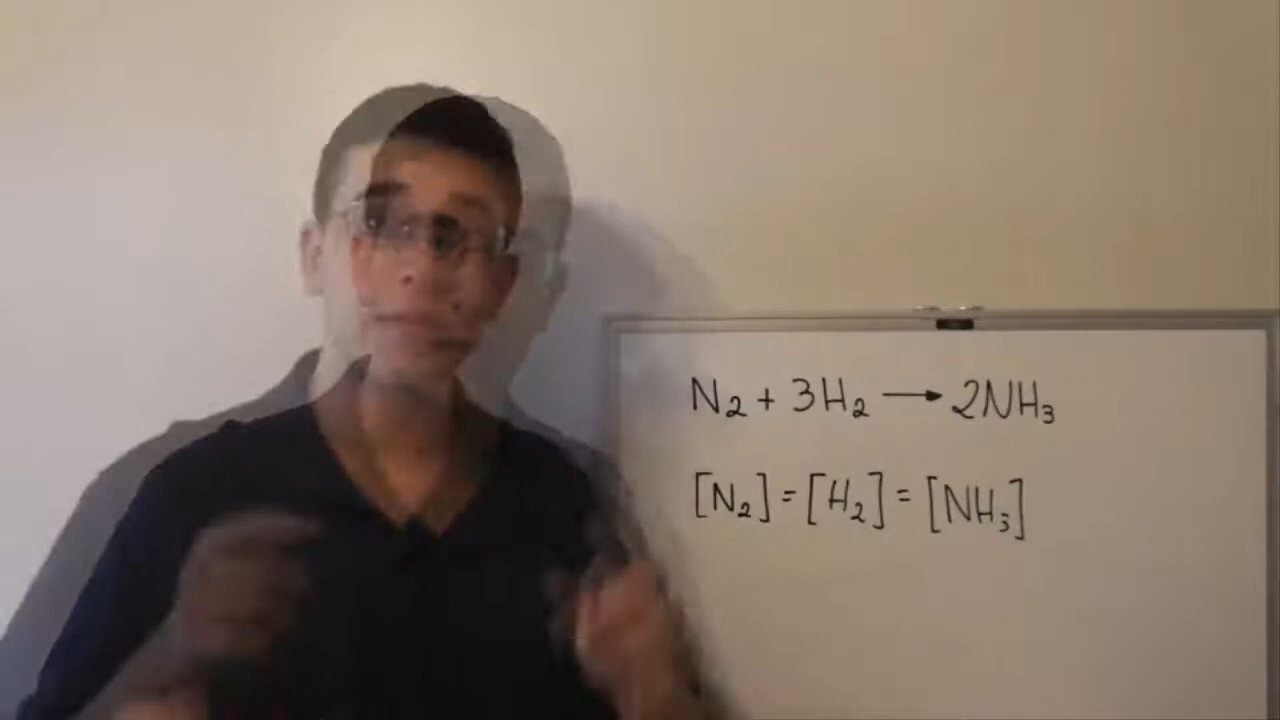 N₂ + 3H₂ → 2NH₃
[N₂] = [H₂] = [NH₃]